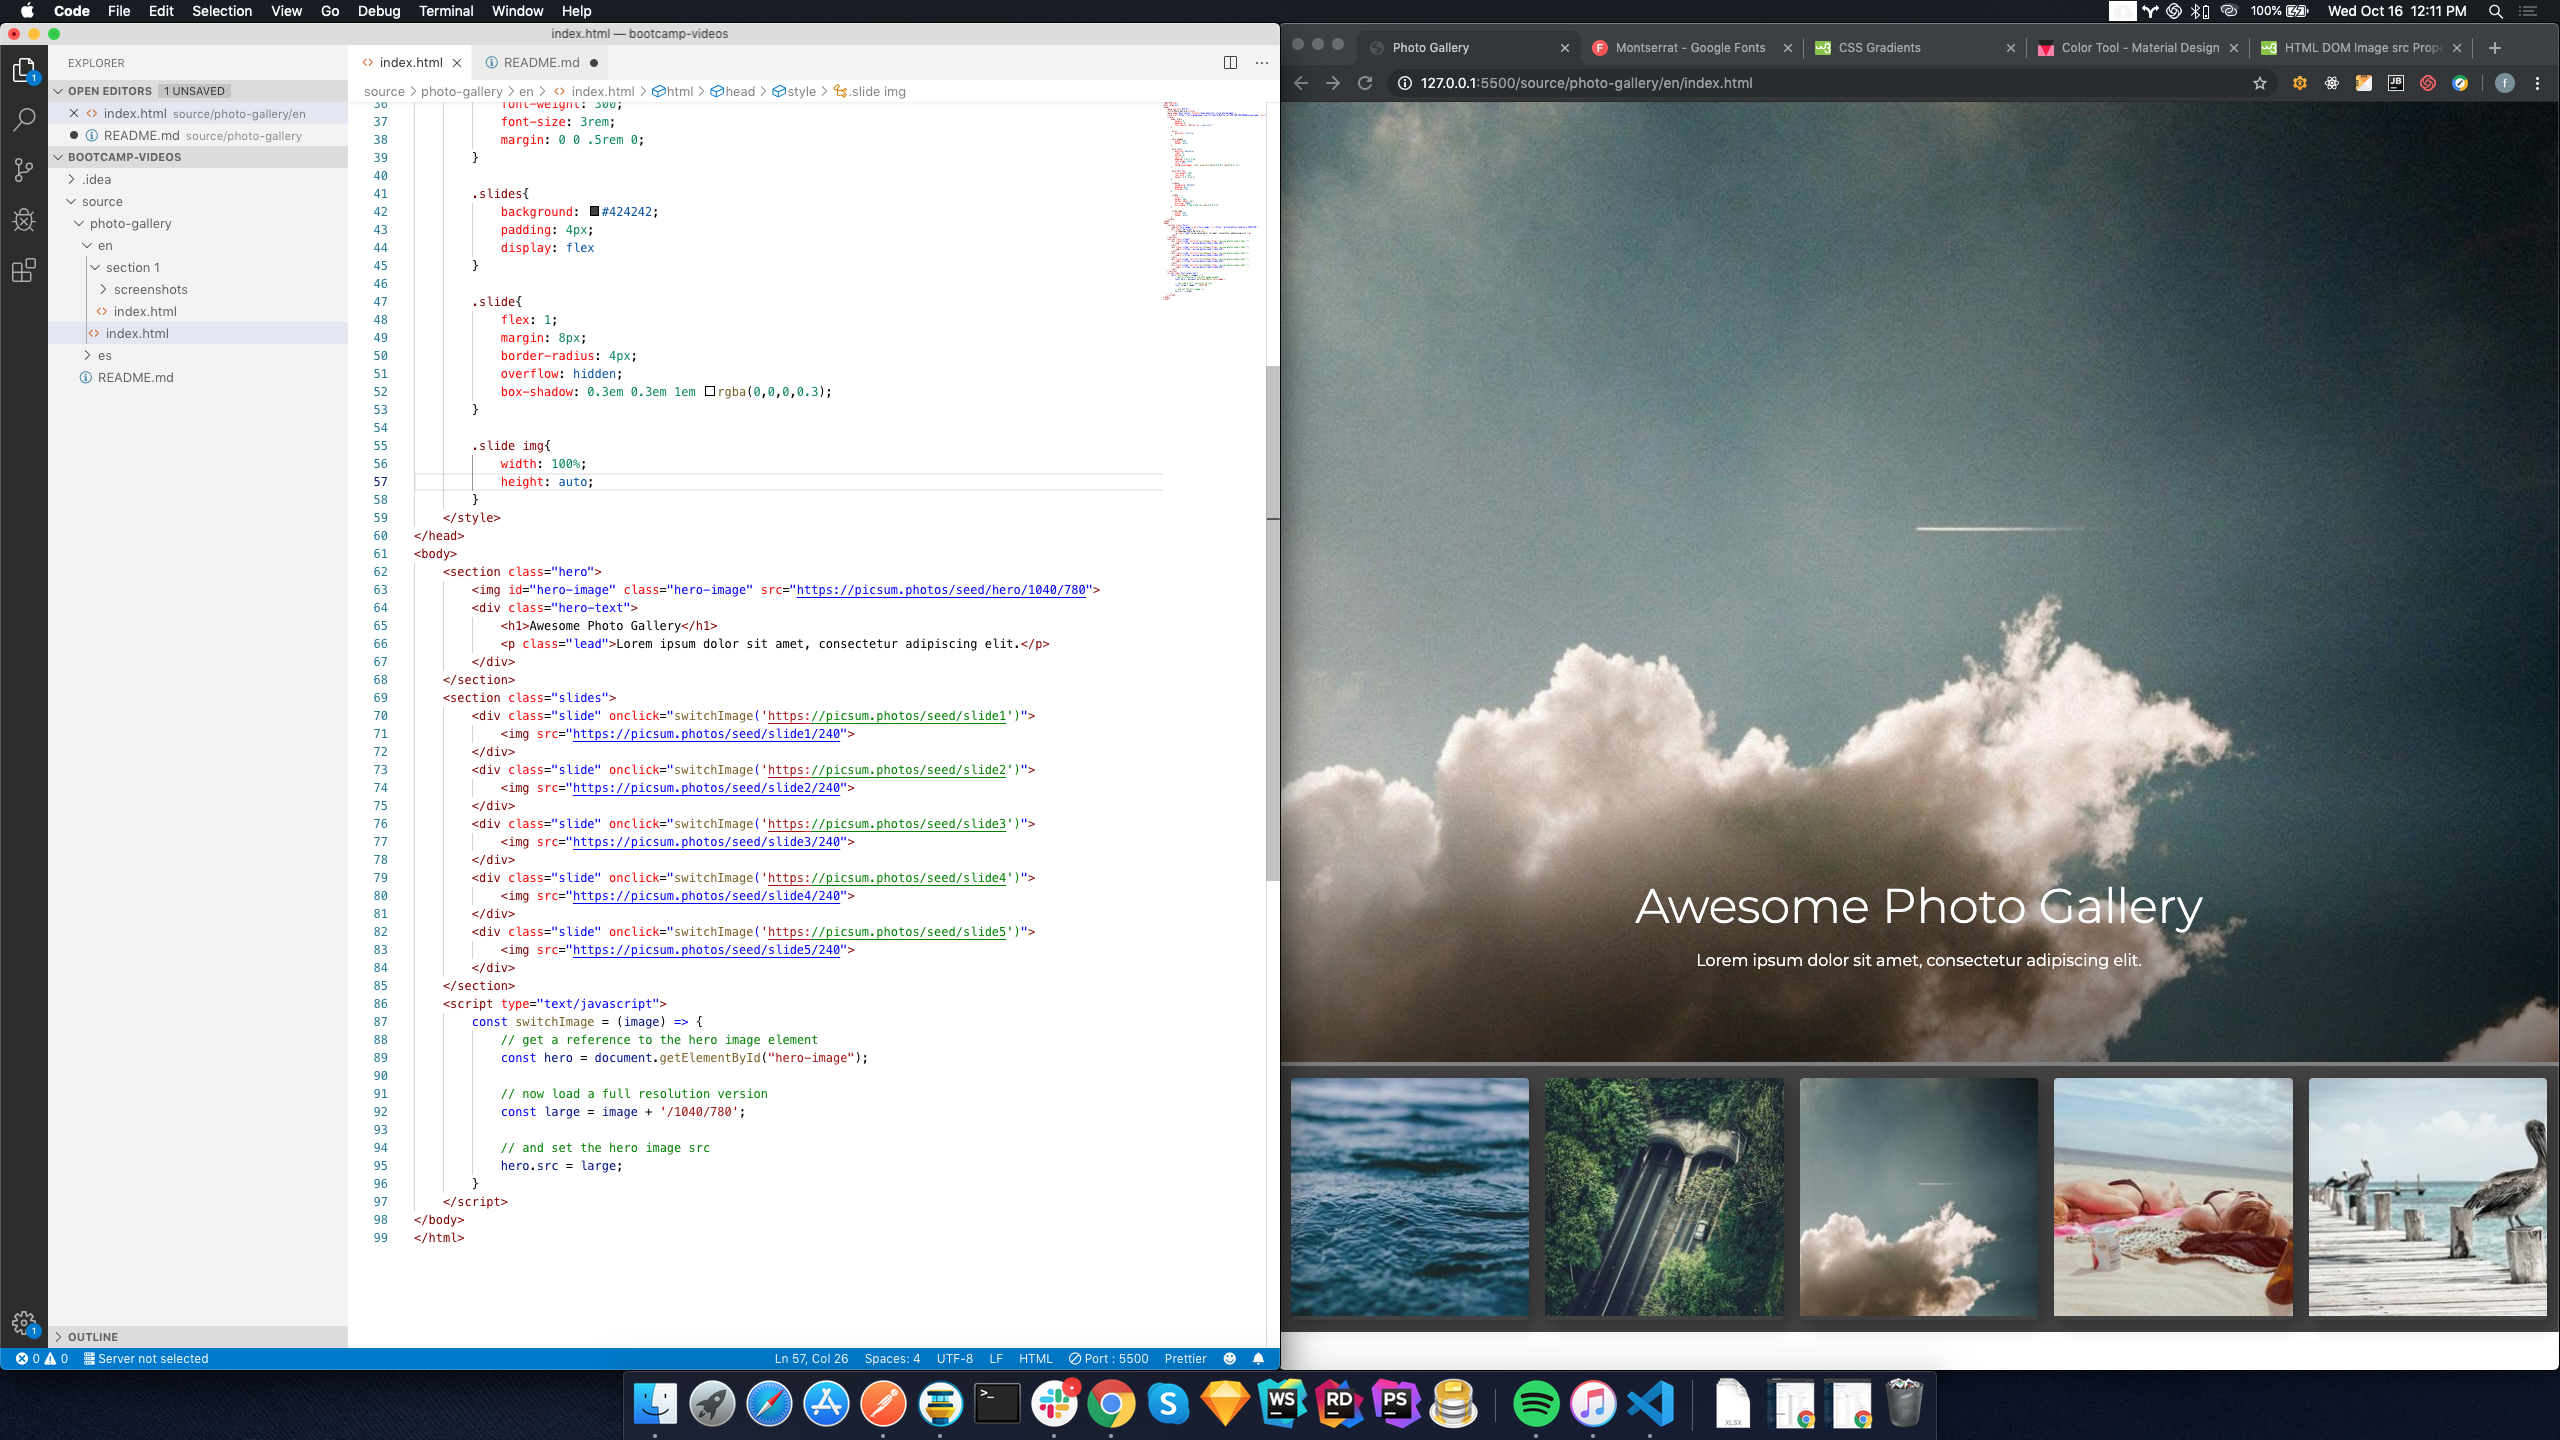 Code File Edit Selection View Go Debug Terminal Window Help
100% Wed Oct 16 12:11 PM
index.html — bootcamp-videos
EXPLORER
OPEN EDITORS 1 UNSAVED
index.html source/photo-gallery/en
README.md source/photo-gallery
BOOTCAMP-VIDEOS
.idea
source
photo-gallery
en
section 1
screenshots
index.html
index.html
es
README.md
OUTLINE
1
1
index.html
README.md
source > photo-gallery > en > index.html > html > head > style > .slide img
36 font-weight: 300;
37 font-size: 3rem;
38 margin: 0 0 .5rem 0;
39 }
40
41 .slides{
42 background: #424242;
43 padding: 4px;
44 display: flex
45 }
46
47 .slide{
48 flex: 1;
49 margin: 8px;
50 border-radius: 4px;
51 overflow: hidden;
52 box-shadow: 0.3em 0.3em 1em rgba(0,0,0,0.3);
53 }
54
55 .slide img{
56 width: 100%;
57 height: auto;
58 }
59 </style>
60 </head>
61 <body>
62 <section class="hero">
63 <img id="hero-image" class="hero-image" src="https://picsum.photos/seed/hero/1040/780">
64 <div class="hero-text">
65 <h1>Awesome Photo Gallery</h1>
66 <p class="lead">Lorem ipsum dolor sit amet, consectetur adipiscing elit.</p>
67 </div>
68 </section>
69 <section class="slides">
70 <div class="slide" onclick="switchImage('https://picsum.photos/seed/slide1')">
71 <img src="https://picsum.photos/seed/slide1/240">
72 </div>
73 <div class="slide" onclick="switchImage('https://picsum.photos/seed/slide2')">
74 <img src="https://picsum.photos/seed/slide2/240">
75 </div>
76 <div class="slide" onclick="switchImage('https://picsum.photos/seed/slide3')">
77 <img src="https://picsum.photos/seed/slide3/240">
78 </div>
79 <div class="slide" onclick="switchImage('https://picsum.photos/seed/slide4')">
80 <img src="https://picsum.photos/seed/slide4/240">
81 </div>
82 <div class="slide" onclick="switchImage('https://picsum.photos/seed/slide5')">
83 <img src="https://picsum.photos/seed/slide5/240">
84 </div>
85 </section>
86 <script type="text/javascript">
87 const switchImage = (image) => {
88 // get a reference to the hero image element
89 const hero = document.getElementById("hero-image");
90
91 // now load a full resolution version
92 const large = image + '/1040/780';
93
94 // and set the hero image src
95 hero.src = large;
96 }
97 </script>
98 </body>
99 </html>
0 0 Server not selected
Ln 57, Col 26 Spaces: 4 UTF-8 LF HTML Port : 5500 Prettier
Photo Gallery
Montserrat - Google Fonts
CSS Gradients
Color Tool - Material Design
HTML DOM Image src Prope
127.0.0.1:5500/source/photo-gallery/en/index.html
Awesome Photo Gallery
Lorem ipsum dolor sit amet, consectetur adipiscing elit.
WS
RD
PS
XLSX